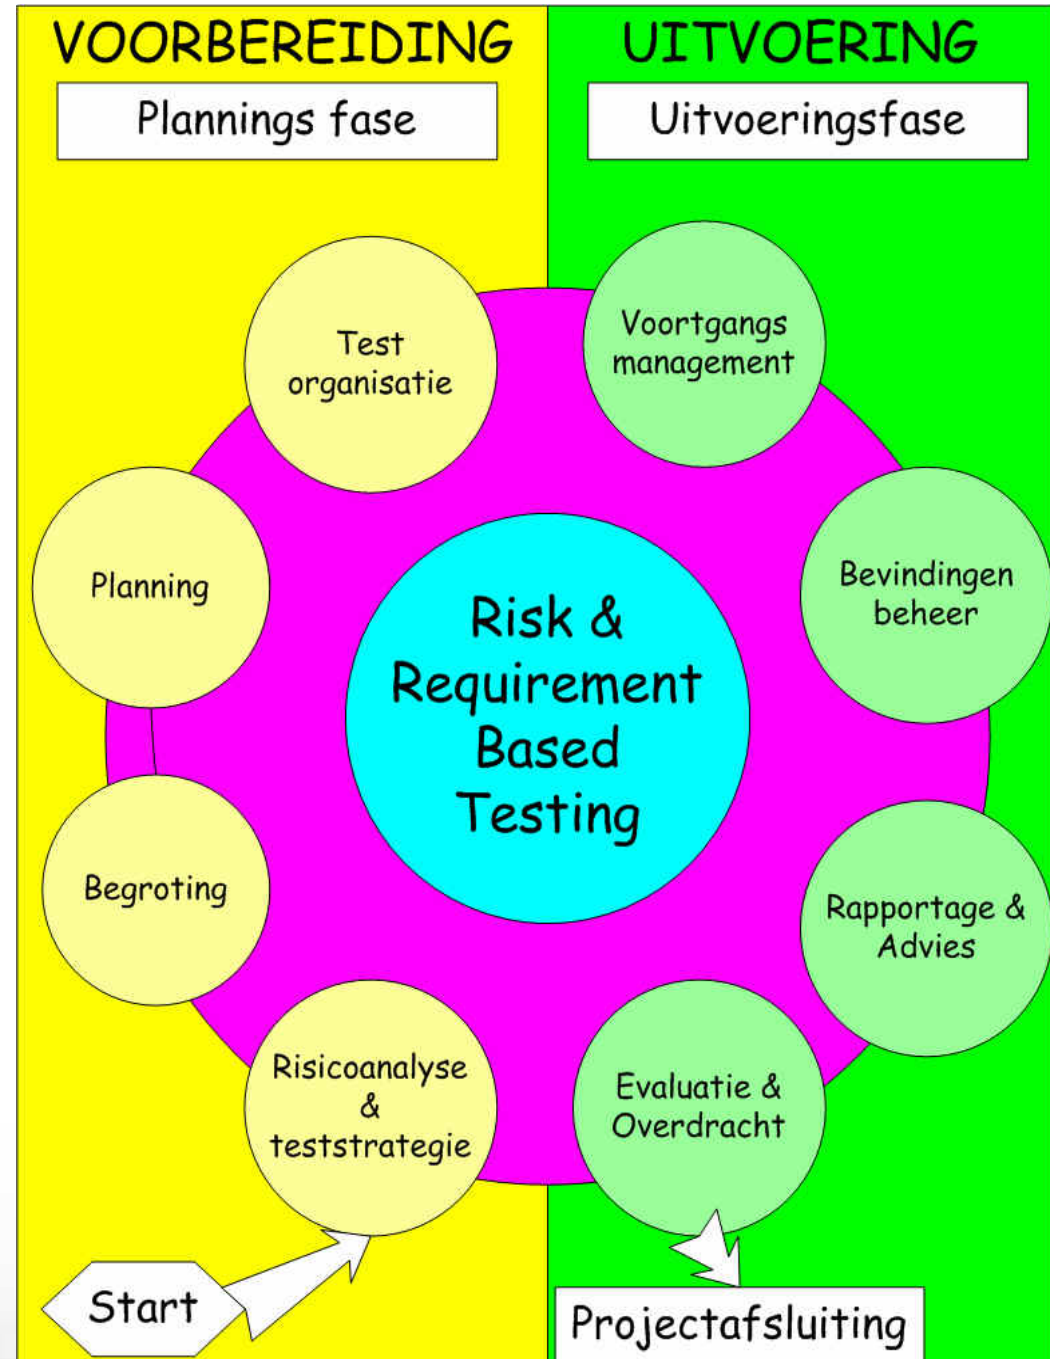 VOORBEREIDING
Plannings fase
UITVOERING
Uitvoeringsfase
Test
organisatie
Voortgangs
management
Planning
Bevindingen
beheer
Risk &
Requirement
Based
Testing
Begroting
Rapportage &
Advies
Risicoanalyse
&
teststrategie
Evaluatie &
Overdracht
Start
Projectafsluiting